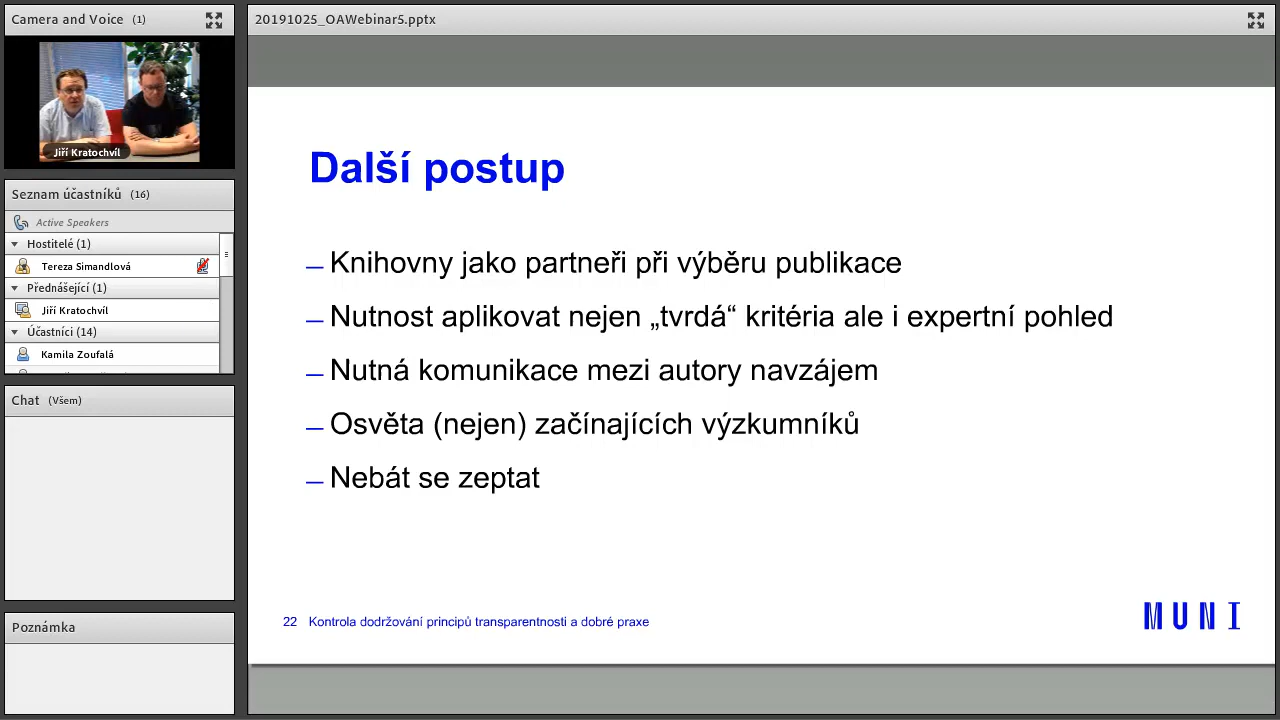 Camera and Voice (1)
Jiří Kratochvíl
Seznam účastníků (16)
Active Speakers
Hostitelé (1)
Tereza Simandlová
Přednášející (1)
Jiří Kratochvíl
Účastníci (14)
Kamila Zoufalá
Chat (Všem)
Poznámka
20191025_OAWebinar5.pptx
Další postup
– Knihovny jako partneři při výběru publikace
– Nutnost aplikovat nejen „tvrdá“ kritéria ale i expertní pohled
– Nutná komunikace mezi autory navzájem
– Osvěta (nejen) začínajících výzkumníků
– Nebát se zeptat
22 Kontrola dodržování principů transparentnosti a dobré praxe
MUNI